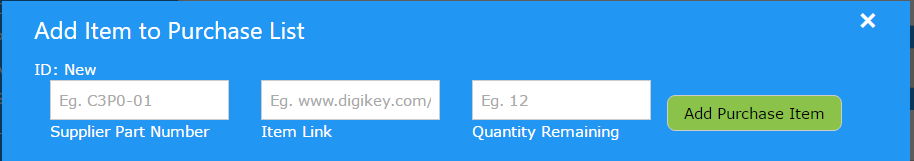 Add Item to Purchase List
×
ID: New
Eg. C3P0-01 Eg. www.digikey.com/ Eg. 12
Add Purchase Item
Supplier Part Number Item Link Quantity Remaining